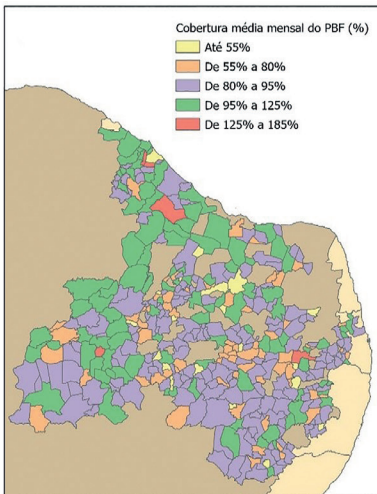 Cobertura média mensal do PBF (%)
Até 55%
De 55% a 80%
De 80% a 95%
De 95% a 125%
De 125% a 185%